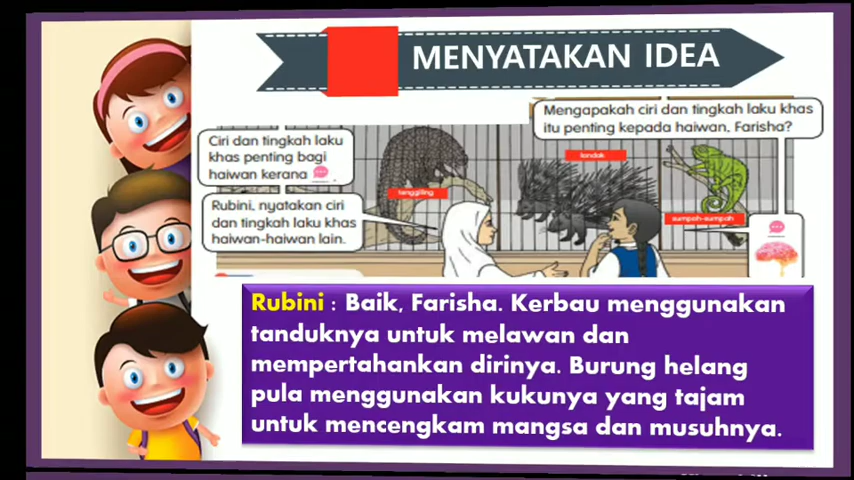 MENYATAKAN IDEA
Mengapakah ciri dan tingkah laku khas
itu penting kepada haiwan, Farisha?
Ciri dan tingkah laku
khas penting bagi
haiwan kerana
Rubini, nyatakan ciri
dan tingkah laku khas
haiwan-haiwan lain.
tenggiling
landak
sumpah-sumpah
Rubini : Baik, Farisha. Kerbau menggunakan
tanduknya untuk melawan dan
mempertahankan dirinya. Burung helang
pula menggunakan kukunya yang tajam
untuk mencengkam mangsa dan musuhnya.